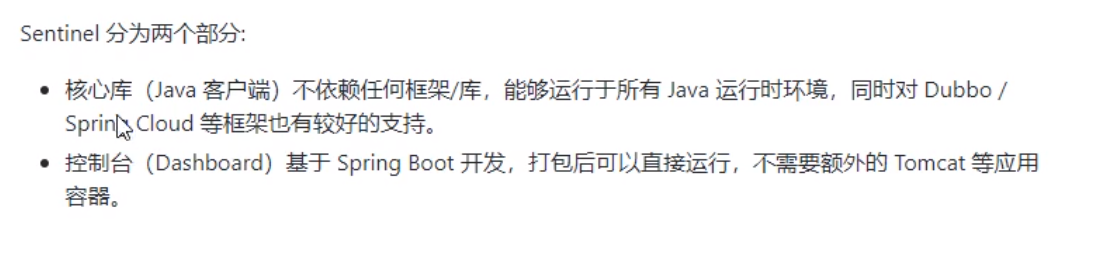 Sentinel 分为两个部分:
• 核心库（Java 客户端）不依赖任何框架/库，能够运行于所有 Java 运行时环境，同时对 Dubbo /
Spring Cloud 等框架也有较好的支持。
• 控制台（Dashboard）基于 Spring Boot 开发，打包后可以直接运行，不需要额外的 Tomcat 等应用
容器。